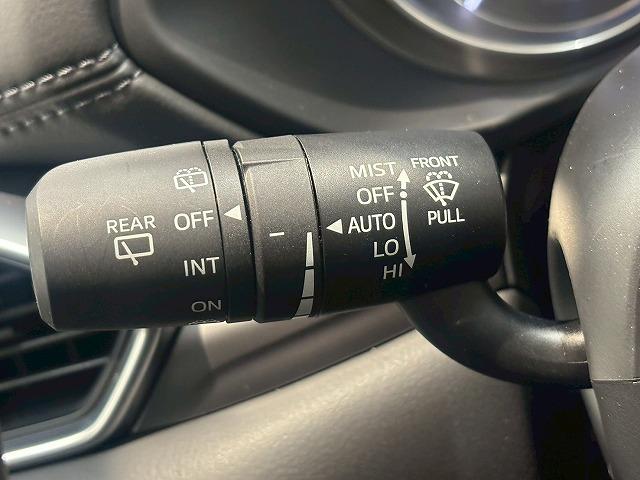 REAR
OFF
INT
ON
−
MIST
OFF
AUTO
LO
HI
FRONT
PULL